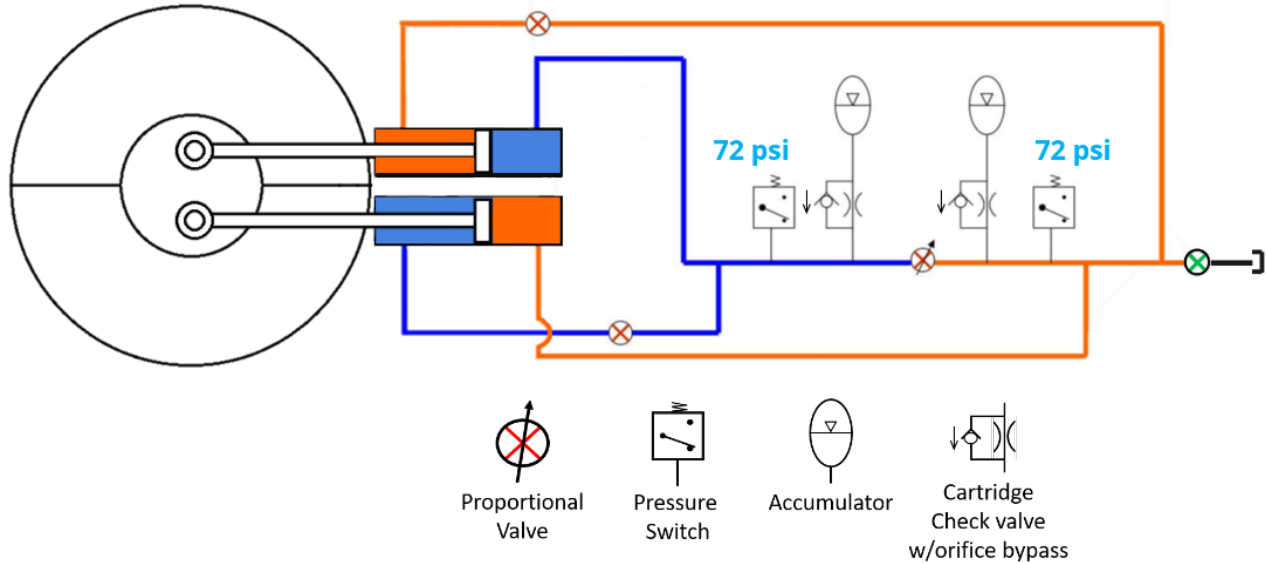 72 psi
72 psi
Proportional
Valve
Pressure
Switch
Accumulator
Cartridge
Check valve
w/orifice bypass